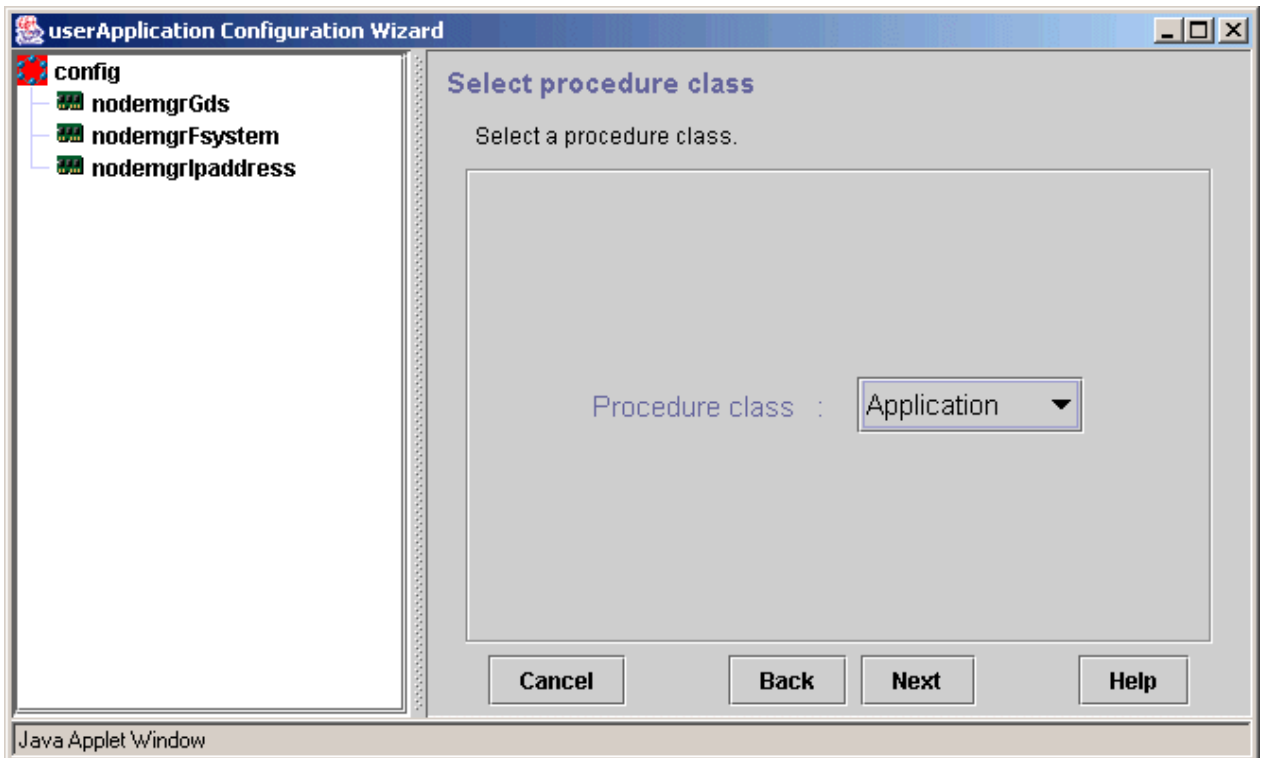 userApplication Configuration Wizard
config
nodemgrGds
nodemgrFsystem
nodemgrIpaddress
Select procedure class
Select a procedure class.
Procedure class :
Application
Cancel
Back
Next
Help
Java Applet Window